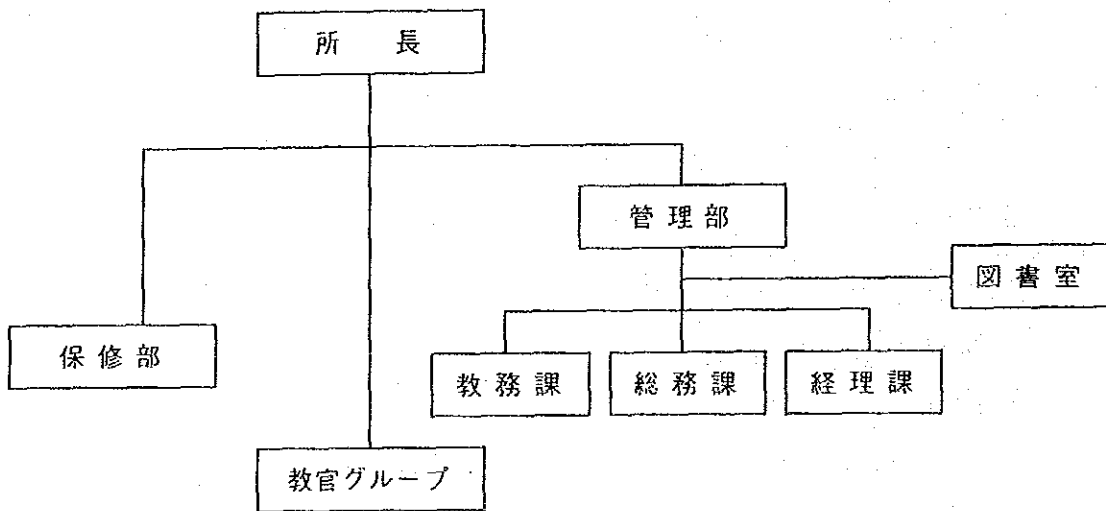 所長
管理部
図書室
保修部
教務課
総務課
経理課
教官グループ